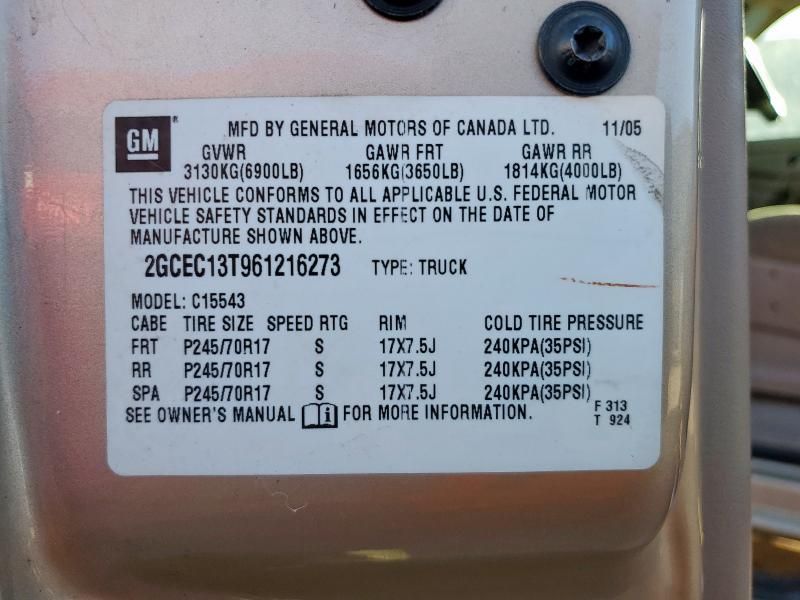 GM ® MFD BY GENERAL MOTORS OF CANADA LTD. 11/05
GVWR GAWR FRT GAWR RR
3130KG(6900LB) 1656KG(3650LB) 1814KG(4000LB)
THIS VEHICLE CONFORMS TO ALL APPLICABLE U.S. FEDERAL MOTOR
VEHICLE SAFETY STANDARDS IN EFFECT ON THE DATE OF
MANUFACTURE SHOWN ABOVE.
2GCEC13T961216273 TYPE: TRUCK
MODEL: C15543
CABE TIRE SIZE SPEED RTG RIM COLD TIRE PRESSURE
FRT P245/70R17 S 17X7.5J 240KPA(35PSI)
RR P245/70R17 S 17X7.5J 240KPA(35PSI)
SPA P245/70R17 S 17X7.5J 240KPA(35PSI)
SEE OWNER'S MANUAL i FOR MORE INFORMATION. F 313
T 924